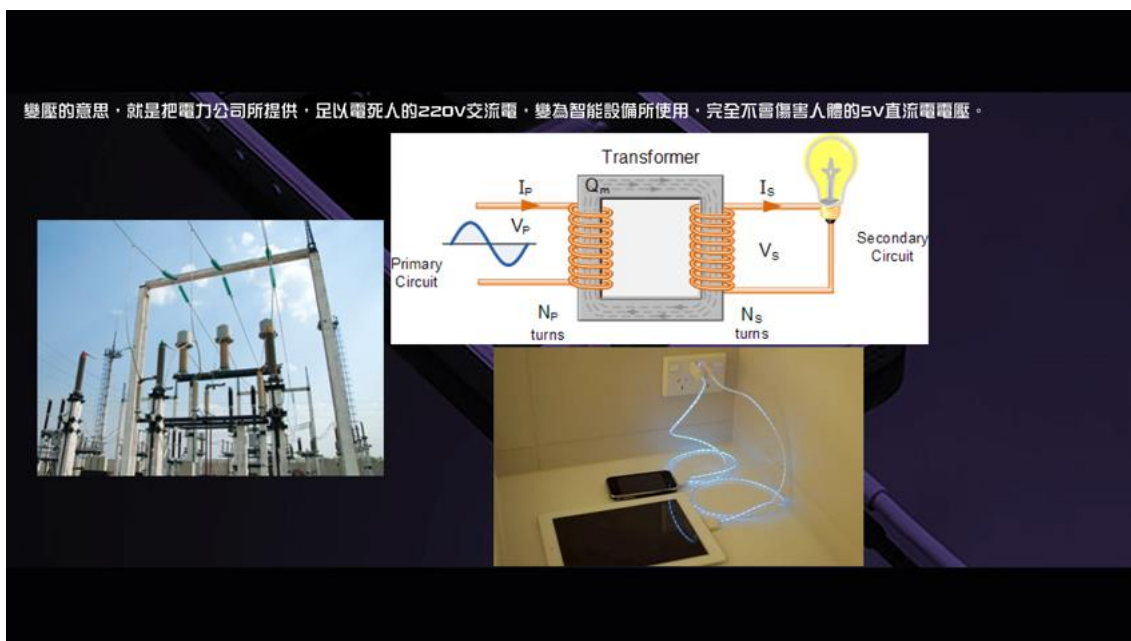 變壓的意思，就是把電力公司所提供，足以電死人的220V交流電，變為智能設備所使用，完全不會傷害人體的5V直流電電壓。
Transformer
Qm
IP
IS
VP
VS
Primary
Circuit
Secondary
Circuit
NP
turns
NS
turns